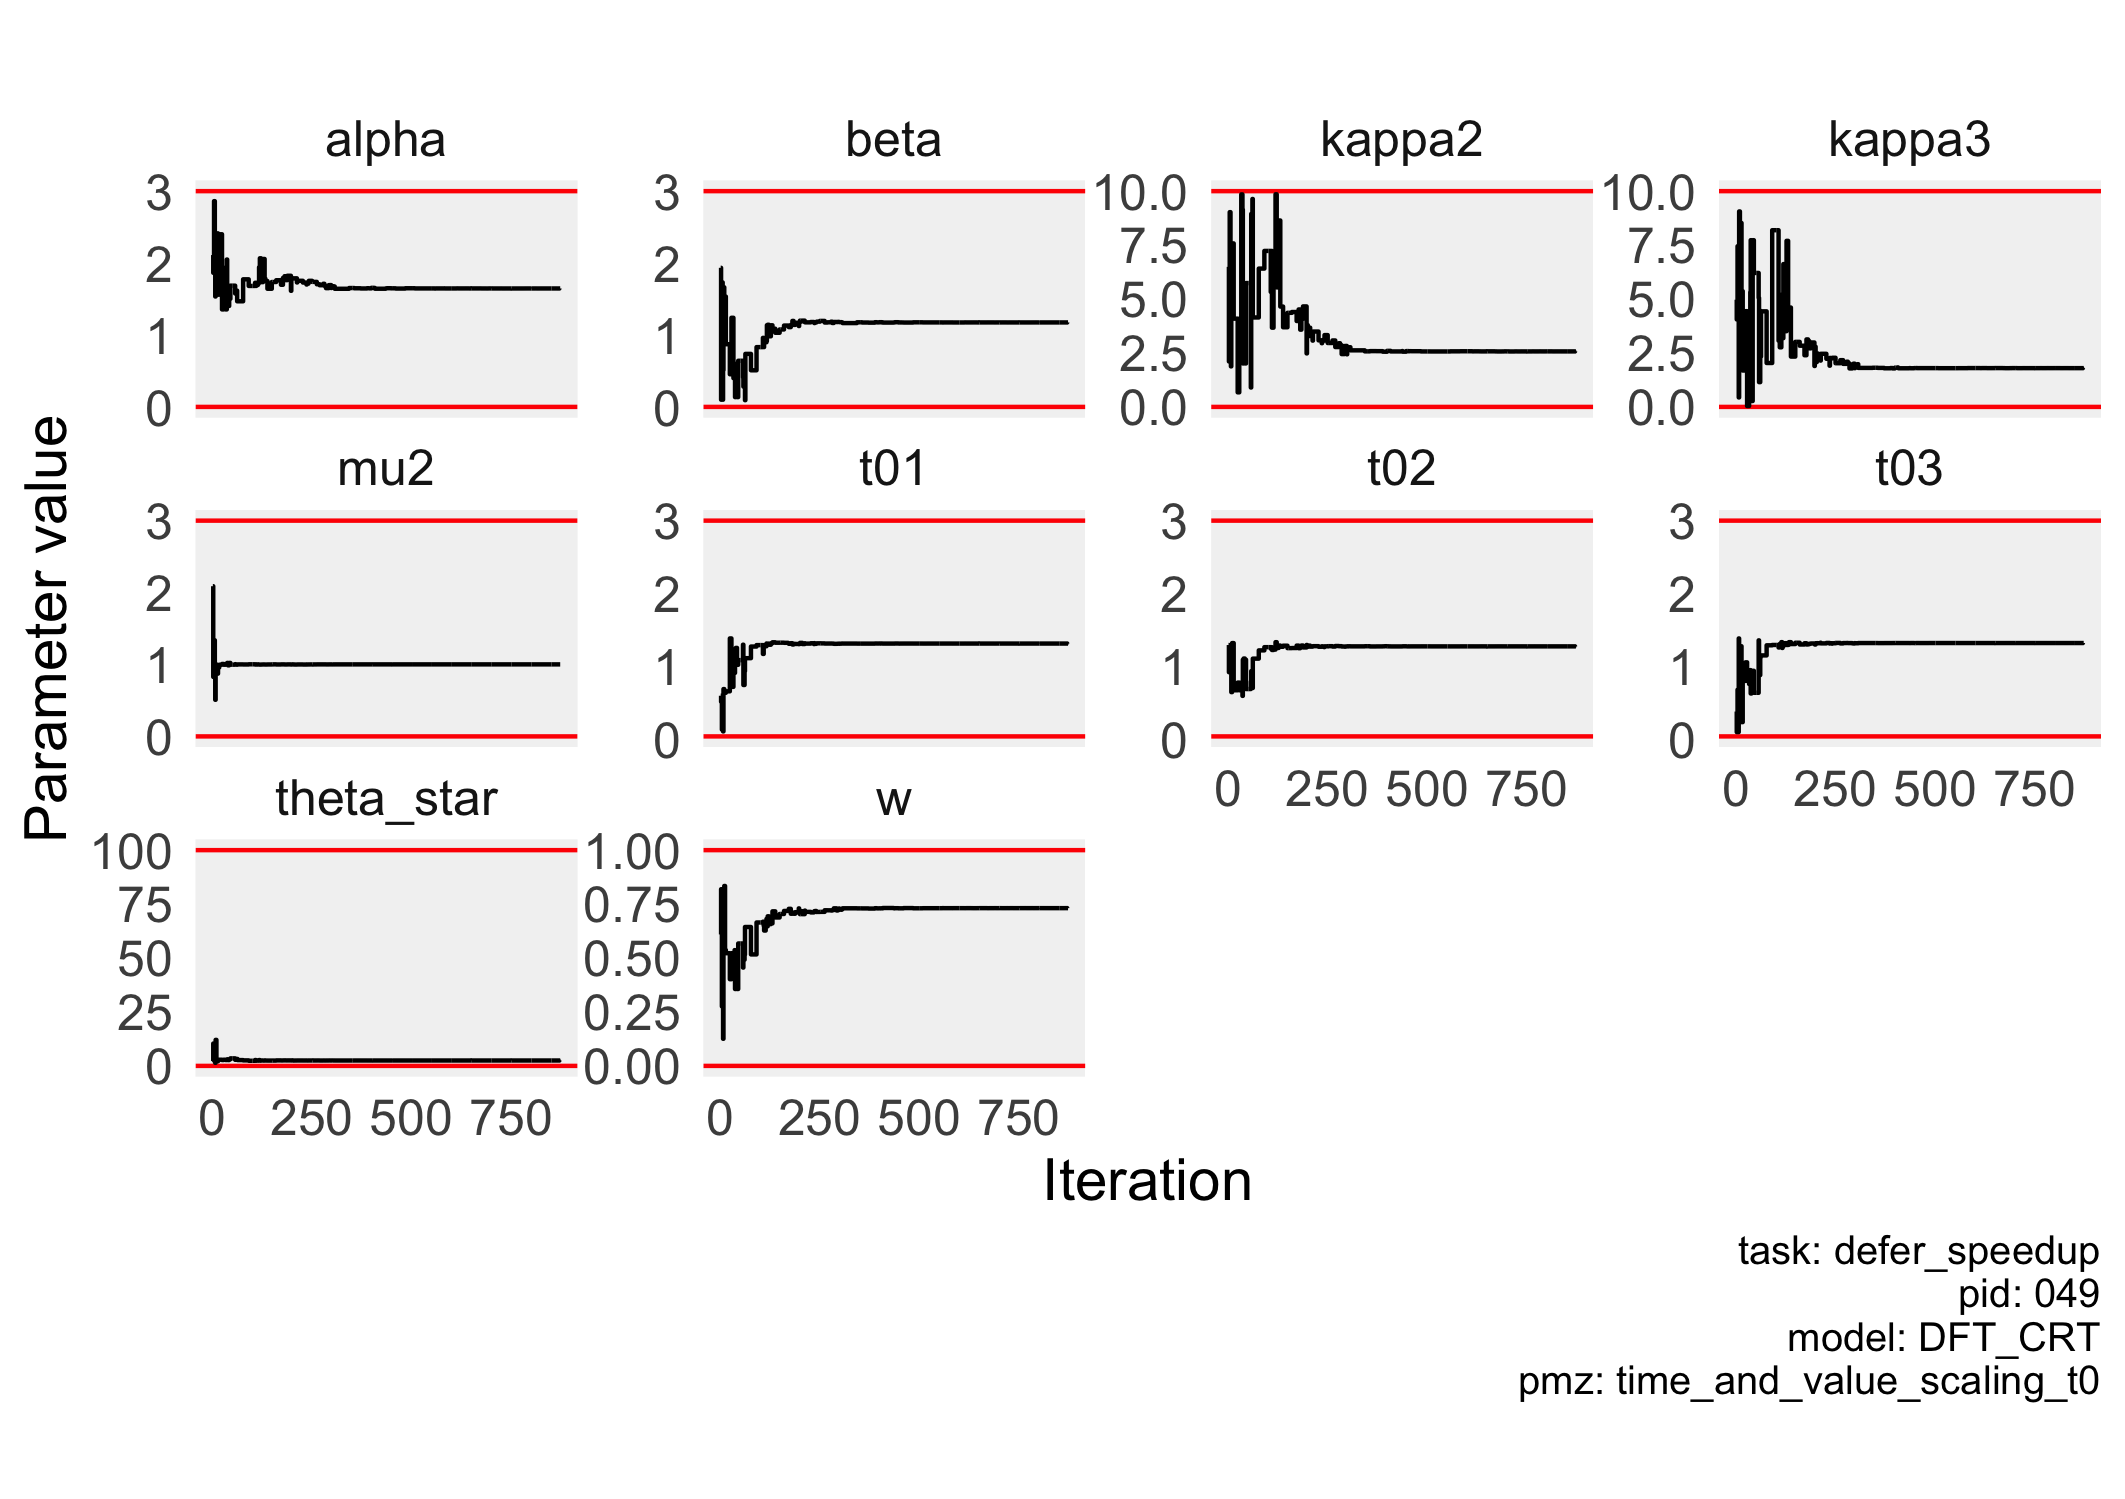 alpha beta kappa2 kappa3
3 3 10.0 10.0
2 2 7.5 7.5
5.0 5.0
1 1 2.5 2.5
0 0 0.0 0.0
mu2 t01 t02 t03
3 3 3 3
2 2 2 2
1 1 1 1
0 0 0 0
0 250 500 750 0 250 500 750
theta_star w
100 1.00
75 0.75
50 0.50
25 0.25
0 0.00
0 250 500 750 0 250 500 750
Parameter value
Iteration
task: defer_speedup
pid: 049
model: DFT_CRT
pmz: time_and_value_scaling_t0